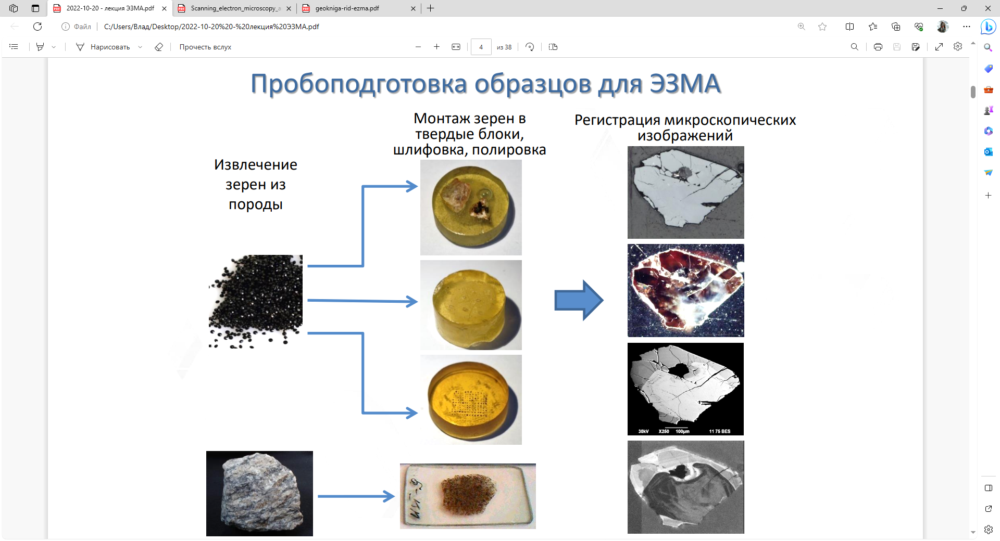 2022-10-20 - лекция ЭЗМА.pdf
Scanning_electron_microscopy_a
geokniga-rid-ezma.pdf
Файл
C:/Users/Влад/Desktop/2022-10-20%20-%20лекция%20ЭЗМА.pdf
Нарисовать
Прочесть вслух
4
из 38
Пробоподготовка образцов для ЭЗМА
Извлечение
зерен из
породы
Монтаж зерен в
твердые блоки,
шлифовка, полировка
Регистрация микроскопических
изображений
30kV X250 100µm 11 75 BES